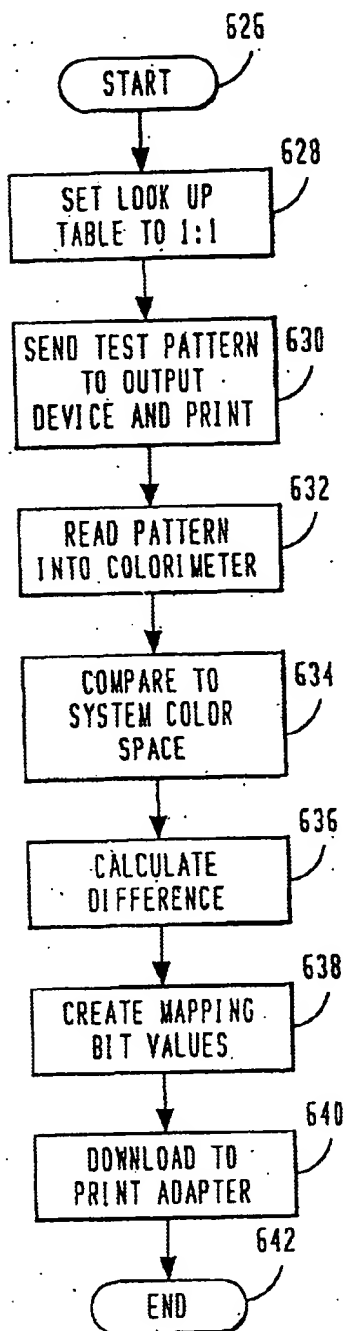 626
START
628
SET LOOK UP
TABLE TO 1:1
630
SEND TEST PATTERN
TO OUTPUT
DEVICE AND PRINT
632
READ PATTERN
INTO COLORIMETER
634
COMPARE TO
SYSTEM COLOR
SPACE
636
CALCULATE
DIFFERENCE
638
CREATE MAPPING
BIT VALUES
640
DOWNLOAD TO
PRINT ADAPTER
642
END